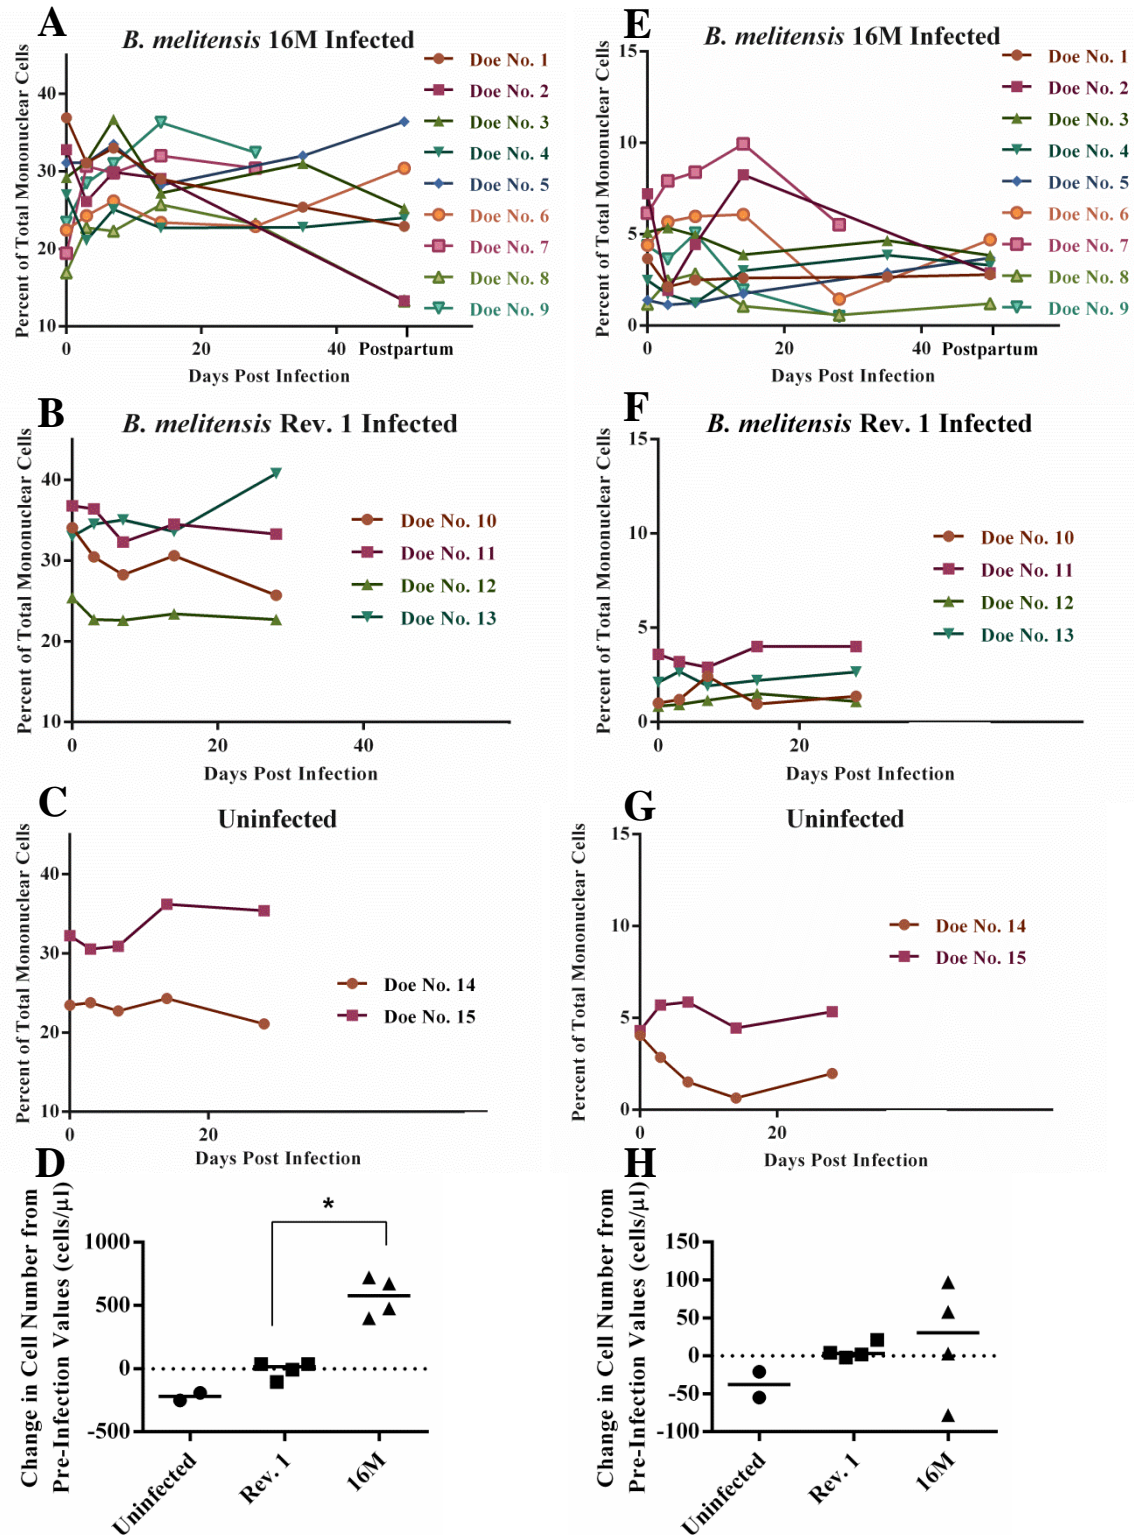 A
B. melitensis 16M Infected
Percent of Total Mononuclear Cells
40
30
20
10
0
20
40
Postpartum
Days Post Infection
Doe No. 1
Doe No. 2
Doe No. 3
Doe No. 4
Doe No. 5
Doe No. 6
Doe No. 7
Doe No. 8
Doe No. 9
E
B. melitensis 16M Infected
Percent of Total Mononuclear Cells
15
10
5
0
0
20
40
Postpartum
Days Post Infection
Doe No. 1
Doe No. 2
Doe No. 3
Doe No. 4
Doe No. 5
Doe No. 6
Doe No. 7
Doe No. 8
Doe No. 9
B
B. melitensis Rev. 1 Infected
Percent of Total Mononuclear Cells
40
30
20
10
0
20
40
Days Post Infection
Doe No. 10
Doe No. 11
Doe No. 12
Doe No. 13
F
B. melitensis Rev. 1 Infected
Percent of Total Mononuclear Cells
15
10
5
0
0
20
Days Post Infection
Doe No. 10
Doe No. 11
Doe No. 12
Doe No. 13
C
Uninfected
Percent of Total Mononuclear Cells
40
30
20
10
0
20
Days Post Infection
Doe No. 14
Doe No. 15
G
Uninfected
Percent of Total Mononuclear Cells
15
10
5
0
0
20
Days Post Infection
Doe No. 14
Doe No. 15
D
Change in Cell Number from
Pre-Infection Values (cells/µl)
1000
500
0
-500
*
Uninfected
Rev. 1
16M
H
Change in Cell Number from
Pre-Infection Values (cells/µl)
150
100
50
0
-50
-100
Uninfected
Rev. 1
16M